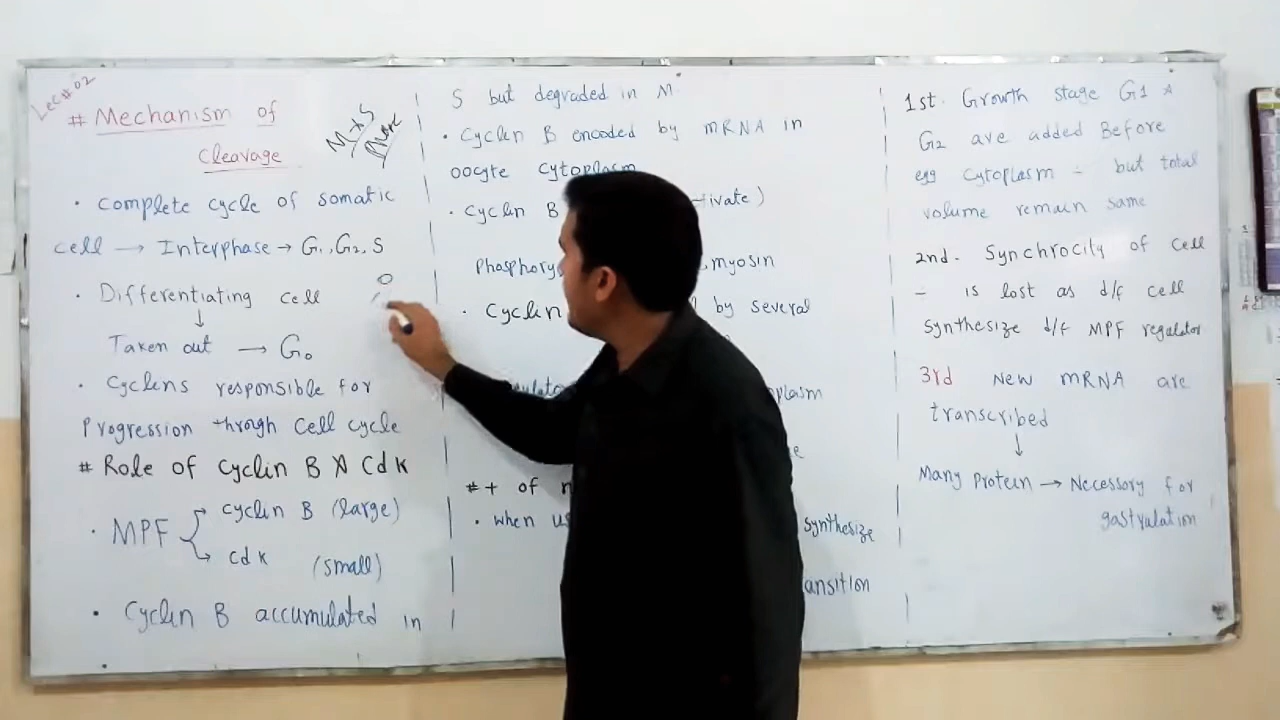 Lec#02
# Mechanism of
Cleavage
M→S
Phase
• Complete cycle of somatic
cell → Interphase → G₁, G₂, S
• Differentiating cell
↓
Taken out → G₀
• Cyclins responsible for
Progression through Cell cycle
# Role of Cyclin B & Cdk
• MPF
cyclin B (large)
cdk (small)
• Cyclin B accumulated in
S but degraded in M
• Cyclin B encoded by mRNA in
oocyte cytoplasm
• Cyclin B ivate)
Phosphory myosin
• Cyclin by several
plasm
# + of
• when synthesize
ansition
1st. Growth stage G1 &
G2 are added Before
egg cytoplasm - but total
volume remain same
2nd. Synchrocity of cell
- is lost as d/f cell
synthesize d/f MPF regulator
3rd New mRNA are
transcribed
↓
Many Protein → Necessary for
gastrulation